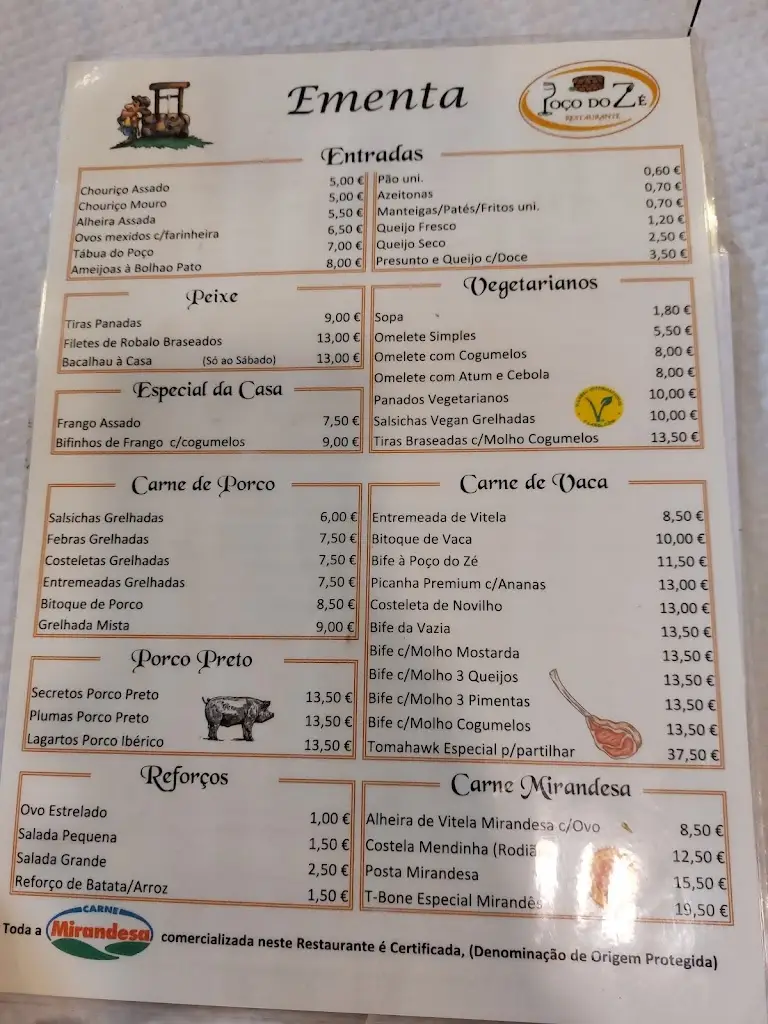 Ementa
POÇO DO ZÉ
RESTAURANTE
Entradas
Chouriço Assado 5,00 €
Chouriço Mouro 5,00 €
Alheira Assada 5,50 €
Ovos mexidos c/farinheira 6,50 €
Tábua do Poço 7,00 €
Ameijoas à Bolhao Pato 8,00 €
Pão uni. 0,60 €
Azeitonas 0,70 €
Manteigas/Patés/Fritos uni. 0,70 €
Queijo Fresco 1,20 €
Queijo Seco 2,50 €
Presunto e Queijo c/Doce 3,50 €
Peixe
Tiras Panadas 9,00 €
Filetes de Robalo Braseados 13,00 €
Bacalhau à Casa (Só ao Sábado) 13,00 €
Vegetarianos
Sopa 1,80 €
Omelete Simples 5,50 €
Omelete com Cogumelos 8,00 €
Omelete com Atum e Cebola 8,00 €
Panados Vegetarianos 10,00 €
Salsichas Vegan Grelhadas 10,00 €
Tiras Braseadas c/Molho Cogumelos 13,50 €
Especial da Casa
Frango Assado 7,50 €
Bifinhos de Frango c/cogumelos 9,00 €
Carne de Porco
Salsichas Grelhadas 6,00 €
Febras Grelhadas 7,50 €
Costeletas Grelhadas 7,50 €
Entremeadas Grelhadas 7,50 €
Bitoque de Porco 8,50 €
Grelhada Mista 9,00 €
Carne de Vaca
Entremeada de Vitela 8,50 €
Bitoque de Vaca 10,00 €
Bife à Poço do Zé 11,50 €
Picanha Premium c/Ananas 13,00 €
Costeleta de Novilho 13,00 €
Bife da Vazia 13,50 €
Bife c/Molho Mostarda 13,50 €
Bife c/Molho 3 Queijos 13,50 €
Bife c/Molho 3 Pimentas 13,50 €
Bife c/Molho Cogumelos 13,50 €
Tomahawk Especial p/partilhar 37,50 €
Porco Preto
Secretos Porco Preto 13,50 €
Plumas Porco Preto 13,50 €
Lagartos Porco Ibérico 13,50 €
Reforços
Ovo Estrelado 1,00 €
Salada Pequena 1,50 €
Salada Grande 2,50 €
Reforço de Batata/Arroz 1,50 €
Carne Mirandesa
Alheira de Vitela Mirandesa c/Ovo 8,50 €
Costela Mendinha 12,50 €
Posta Mirandesa 15,50 €
T-Bone Especial Mirandês 19,50 €
Toda a CARNE Mirandesa comercializada neste Restaurante é Certificada, (Denominação de Origem Protegida)